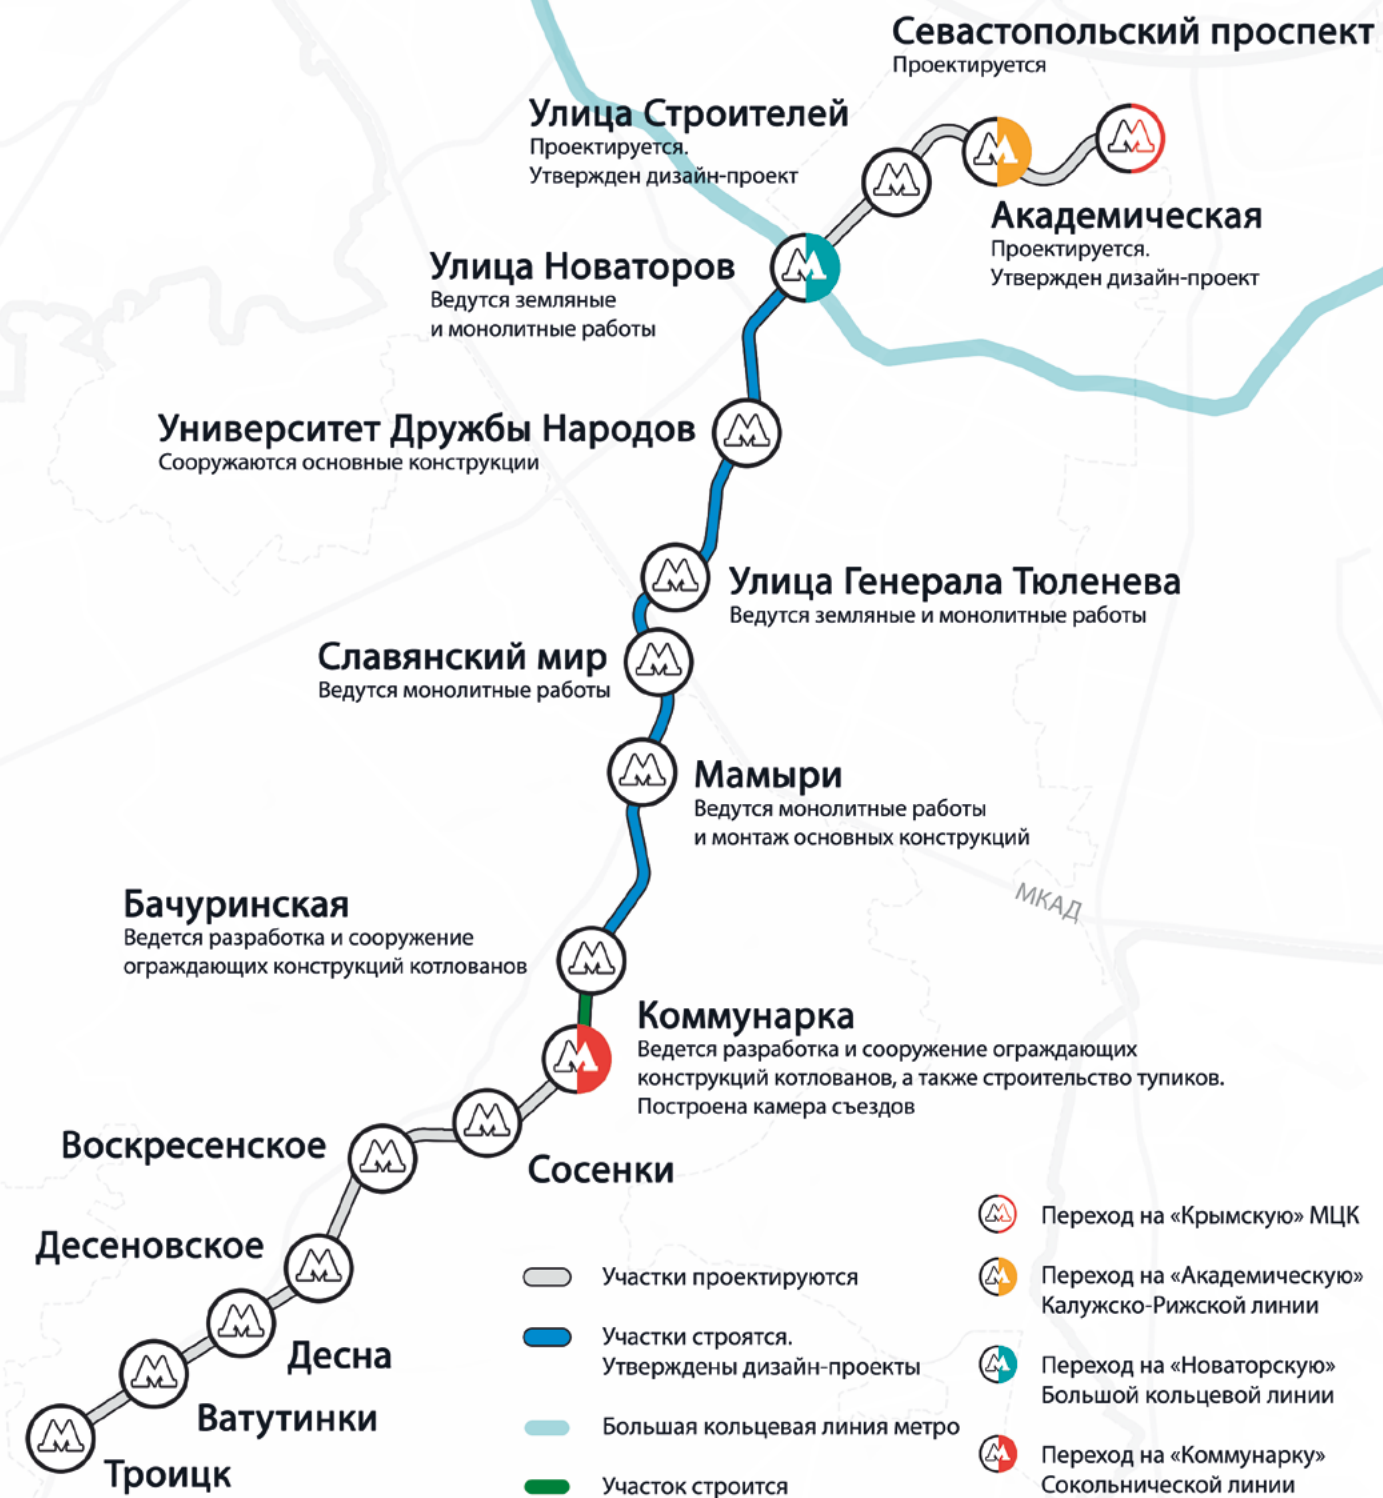 Севастопольский проспект
Проектируется
Улица Строителей
Проектируется.
Утвержден дизайн-проект
Академическая
Проектируется.
Утвержден дизайн-проект
Улица Новаторов
Ведутся земляные
и монолитные работы
Университет Дружбы Народов
Сооружаются основные конструкции
Улица Генерала Тюленева
Ведутся земляные и монолитные работы
Славянский мир
Ведутся монолитные работы
Мамыри
Ведутся монолитные работы
и монтаж основных конструкций
МКАД
Бачуринская
Ведется разработка и сооружение
ограждающих конструкций котлованов
Коммунарка
Ведется разработка и сооружение ограждающих
конструкций котлованов, а также строительство тупиков.
Построена камера съездов
Воскресенское
Сосенки
Десеновское
Десна
Ватутинки
Троицк
Участки проектируются
Участки строятся.
Утверждены дизайн-проекты
Большая кольцевая линия метро
Участок строится
Переход на «Крымскую» МЦК
Переход на «Академическую»
Калужско-Рижской линии
Переход на «Новаторскую»
Большой кольцевой линии
Переход на «Коммунарку»
Сокольнической линии